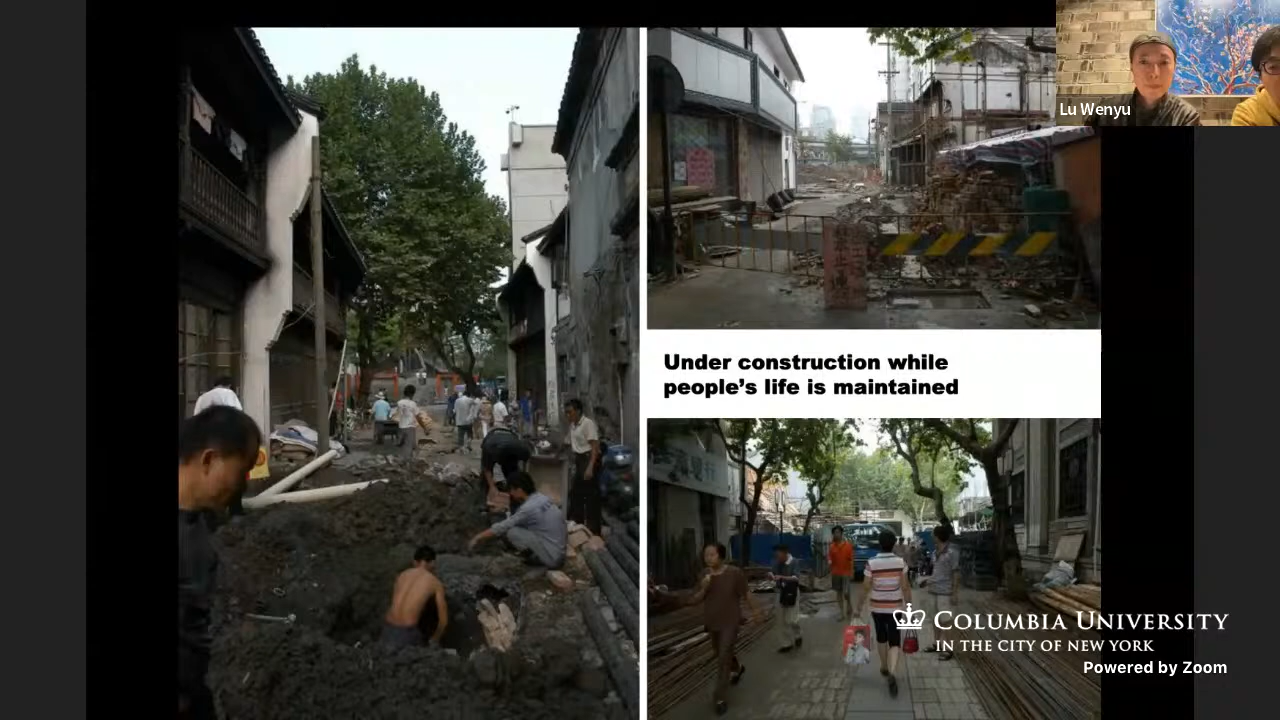 Lu Wenyu
Under construction while
people's life is maintained
COLUMBIA UNIVERSITY
IN THE CITY OF NEW YORK
Powered by Zoom